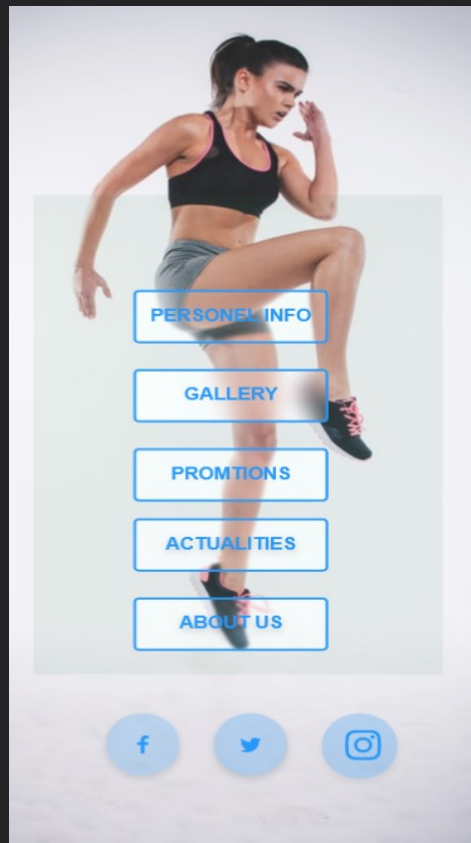 PERSONEL INFO
GALLERY
PROMTIONS
ACTUALITIES
ABOUT US